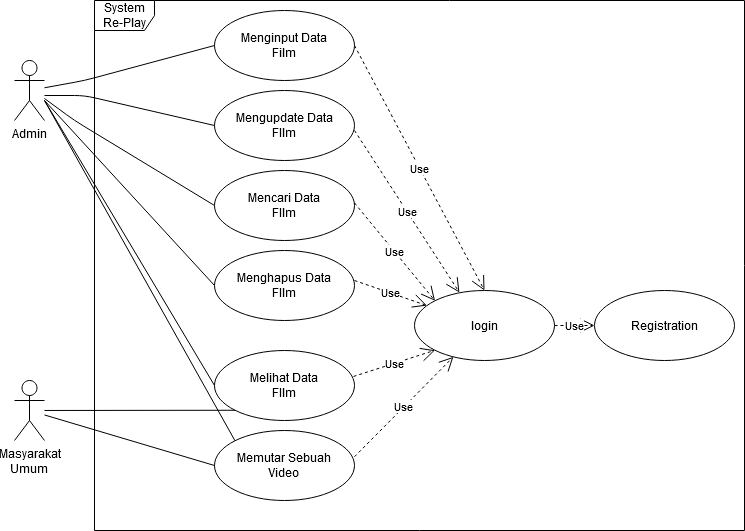 System
Re-Play
Menginput Data
FIlm
Admin
Mengupdate Data
FIlm
Use
Mencari Data
FIlm
Use
Use
Menghapus Data
FIlm
Use
login
Use
Registration
Melihat Data
FIlm
Use
Masyarakat
Umum
Use
Memutar Sebuah
Video